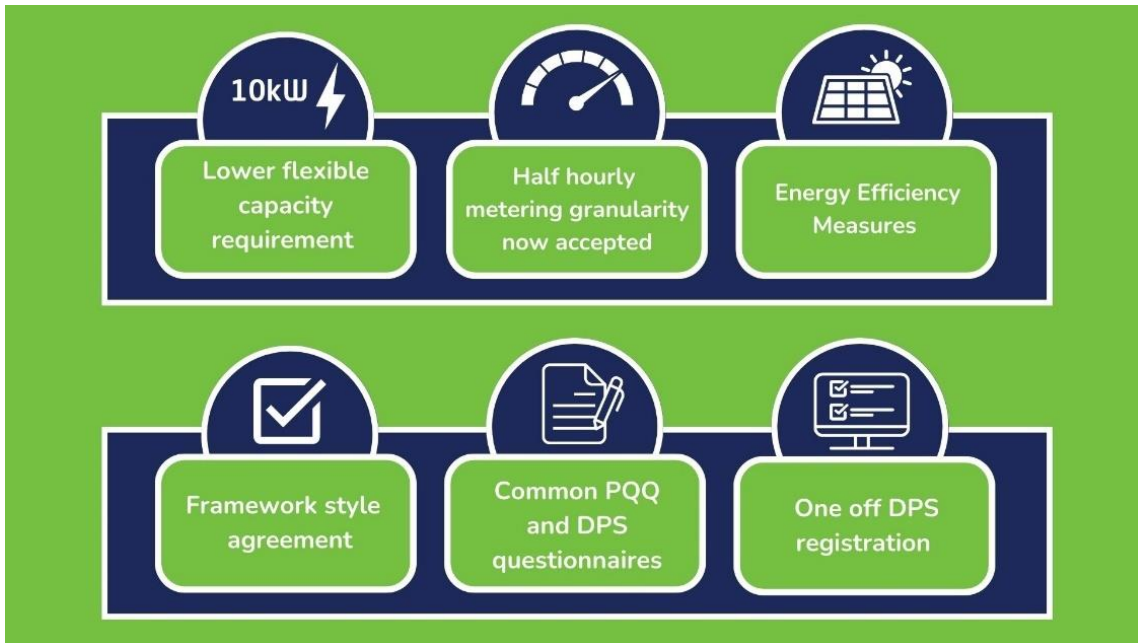 10kW
Lower flexible
capacity
requirement
Half hourly
metering granularity
now accepted
Energy Efficiency
Measures
Framework style
agreement
Common PQQ
and DPS
questionnaires
One off DPS
registration